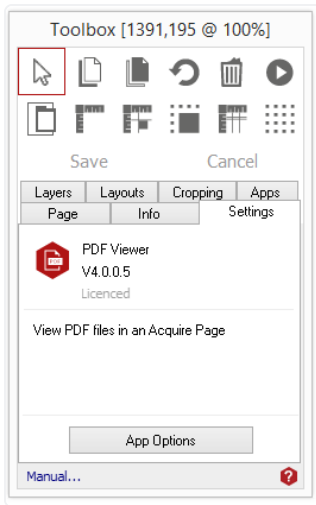 Toolbox [1391,195 @ 100%]
Save Cancel
Layers Layouts Cropping Apps
Page Info Settings
PDF
PDF Viewer
V4.0.0.5
Licenced
View PDF files in an Acquire Page
App Options
Manual... ?